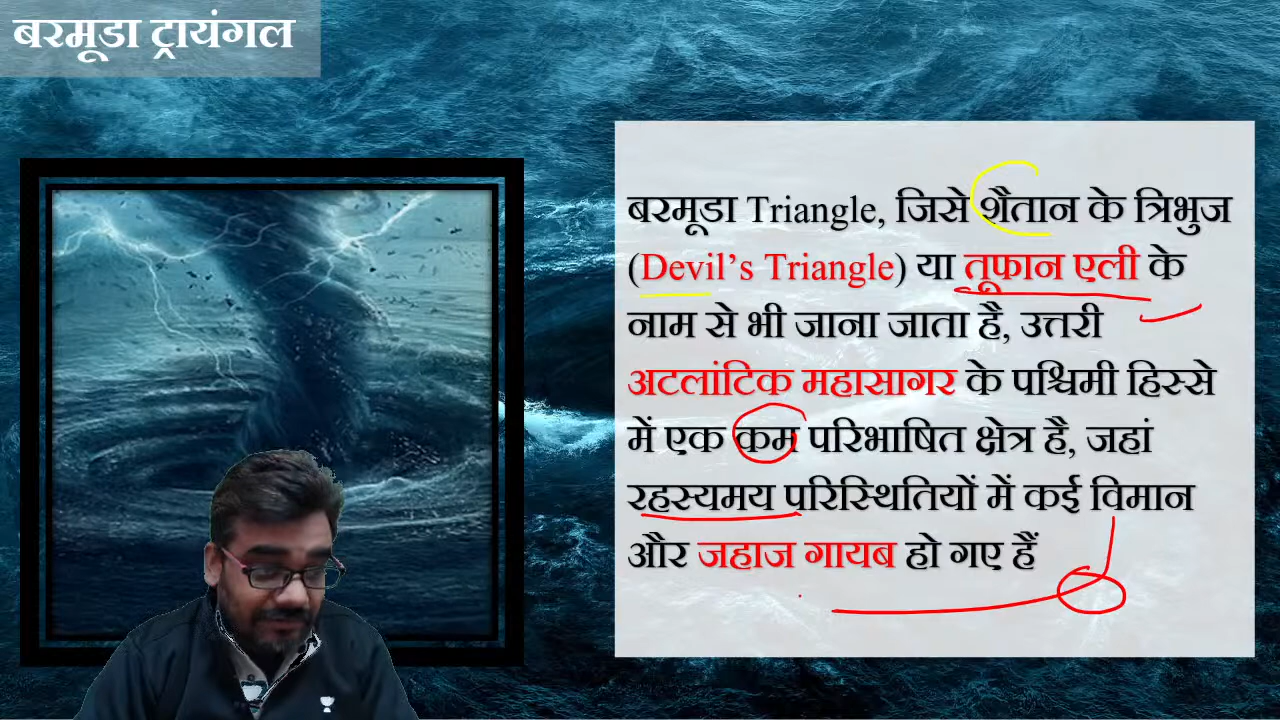 बरमूडा ट्रायंगल
बरमूडा Triangle, जिसे शैतान के त्रिभुज
(Devil’s Triangle) या तूफान एली के
नाम से भी जाना जाता है, उत्तरी
अटलांटिक महासागर के पश्चिमी हिस्से
में एक कम परिभाषित क्षेत्र है, जहां
रहस्यमय परिस्थितियों में कई विमान
और जहाज गायब हो गए हैं